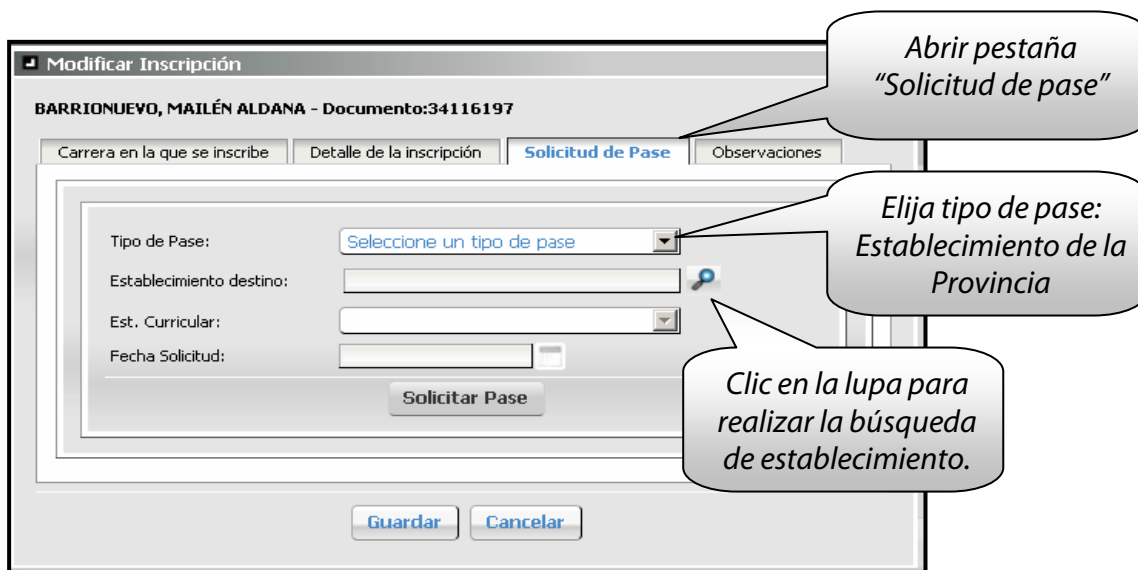 Modificar Inscripción
BARRIONUEVO, MAILÉN ALDANA - Documento:34116197
Carrera en la que se inscribe
Detalle de la inscripción
Solicitud de Pase
Observaciones
Abrir pestaña
"Solicitud de pase"
Tipo de Pase:
Seleccione un tipo de pase
Elija tipo de pase:
Establecimiento de la
Provincia
Establecimiento destino:
Est. Curricular:
Fecha Solicitud:
Solicitar Pase
Clic en la lupa para
realizar la búsqueda
de establecimiento.
Guardar
Cancelar